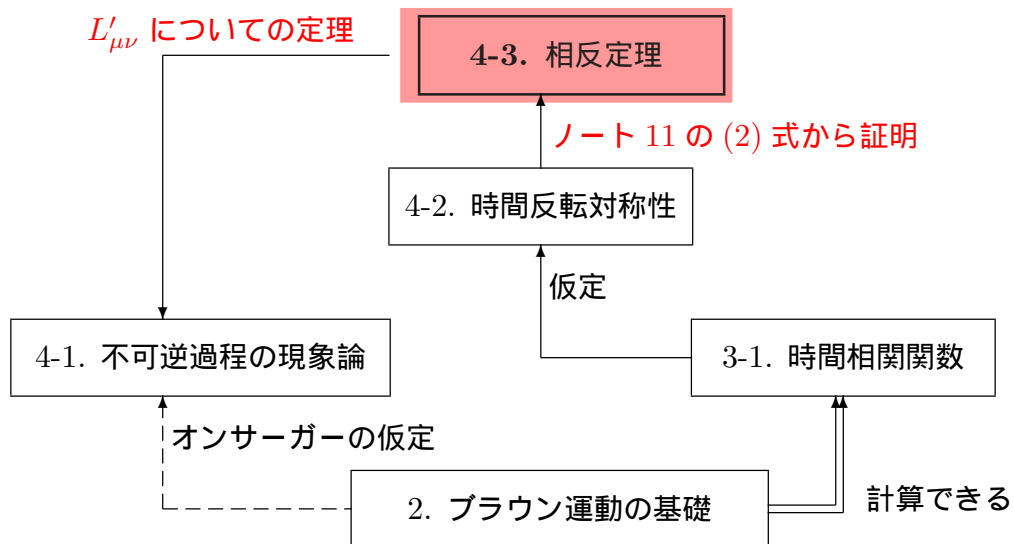 L′μν についての定理
4-3. 相反定理
ノート 11 の (2) 式から証明
4-2. 時間反転対称性
仮定
4-1. 不可逆過程の現象論
3-1. 時間相関関数
オンサーガーの仮定
2. ブラウン運動の基礎
計算できる